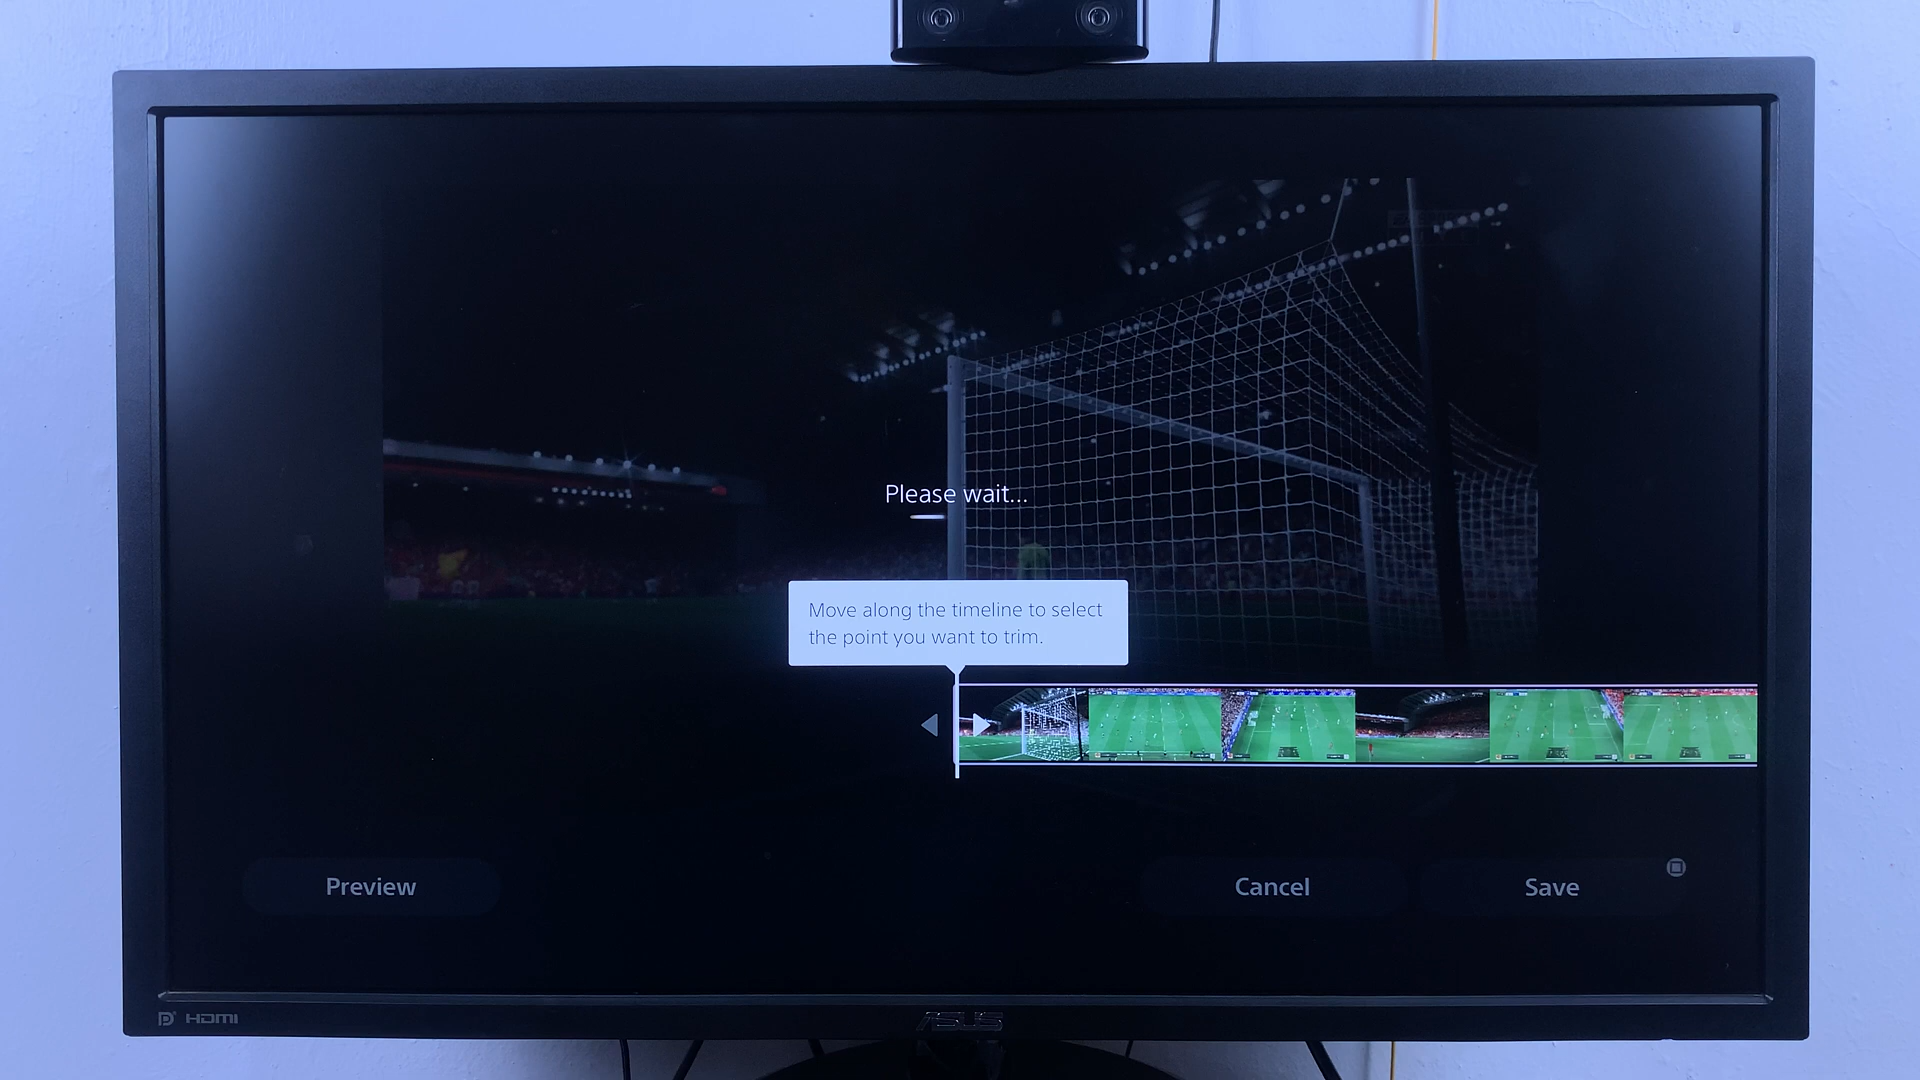 Please wait...
Move along the timeline to select
the point you want to trim.
Preview
Cancel
Save
HDMI
ASUS